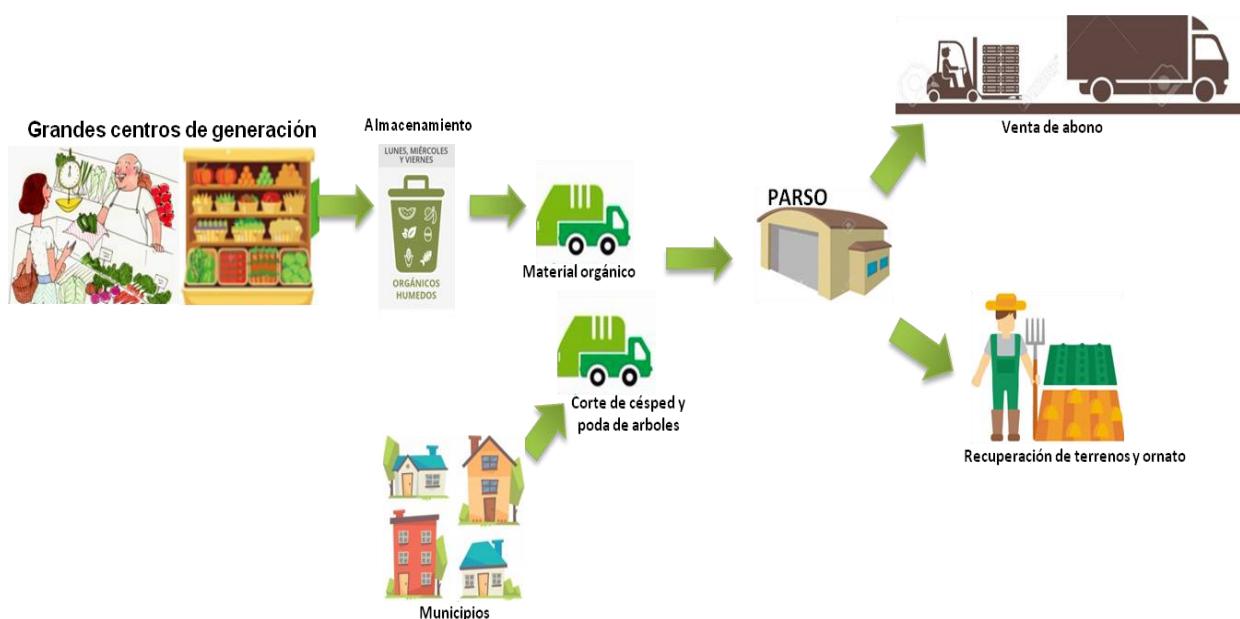 Grandes centros de generación
Almacenamiento
LUNES, MIÉRCOLES
Y VIERNES
ORGÁNICOS
HUMEDOS
Material orgánico
Corte de césped y
poda de arboles
Municipios
PARSO
Venta de abono
Recuperación de terrenos y ornato